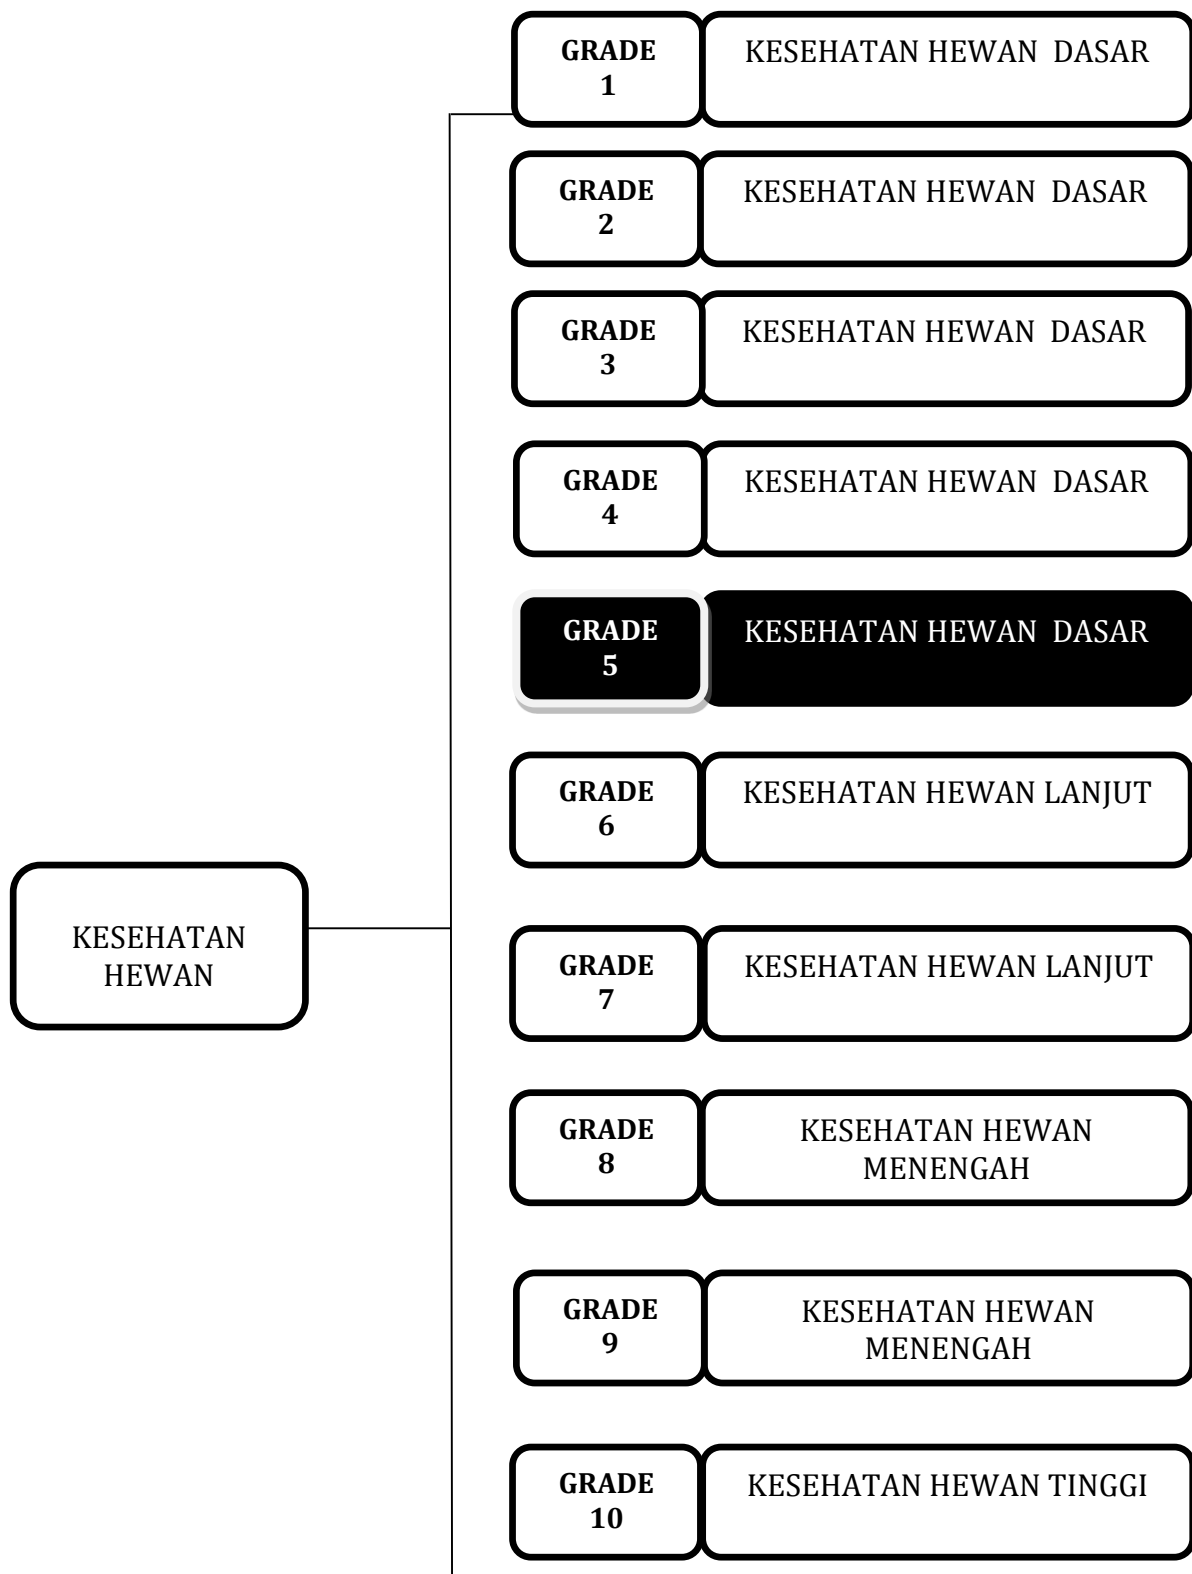 GRADE
1
KESEHATAN HEWAN  DASAR
GRADE
2
KESEHATAN HEWAN  DASAR
GRADE
3
KESEHATAN HEWAN  DASAR
GRADE
4
KESEHATAN HEWAN  DASAR
GRADE
5
KESEHATAN HEWAN  DASAR
GRADE
6
KESEHATAN HEWAN LANJUT
KESEHATAN
HEWAN
GRADE
7
KESEHATAN HEWAN LANJUT
GRADE
8
KESEHATAN HEWAN
MENENGAH
GRADE
9
KESEHATAN HEWAN
MENENGAH
GRADE
10
KESEHATAN HEWAN TINGGI